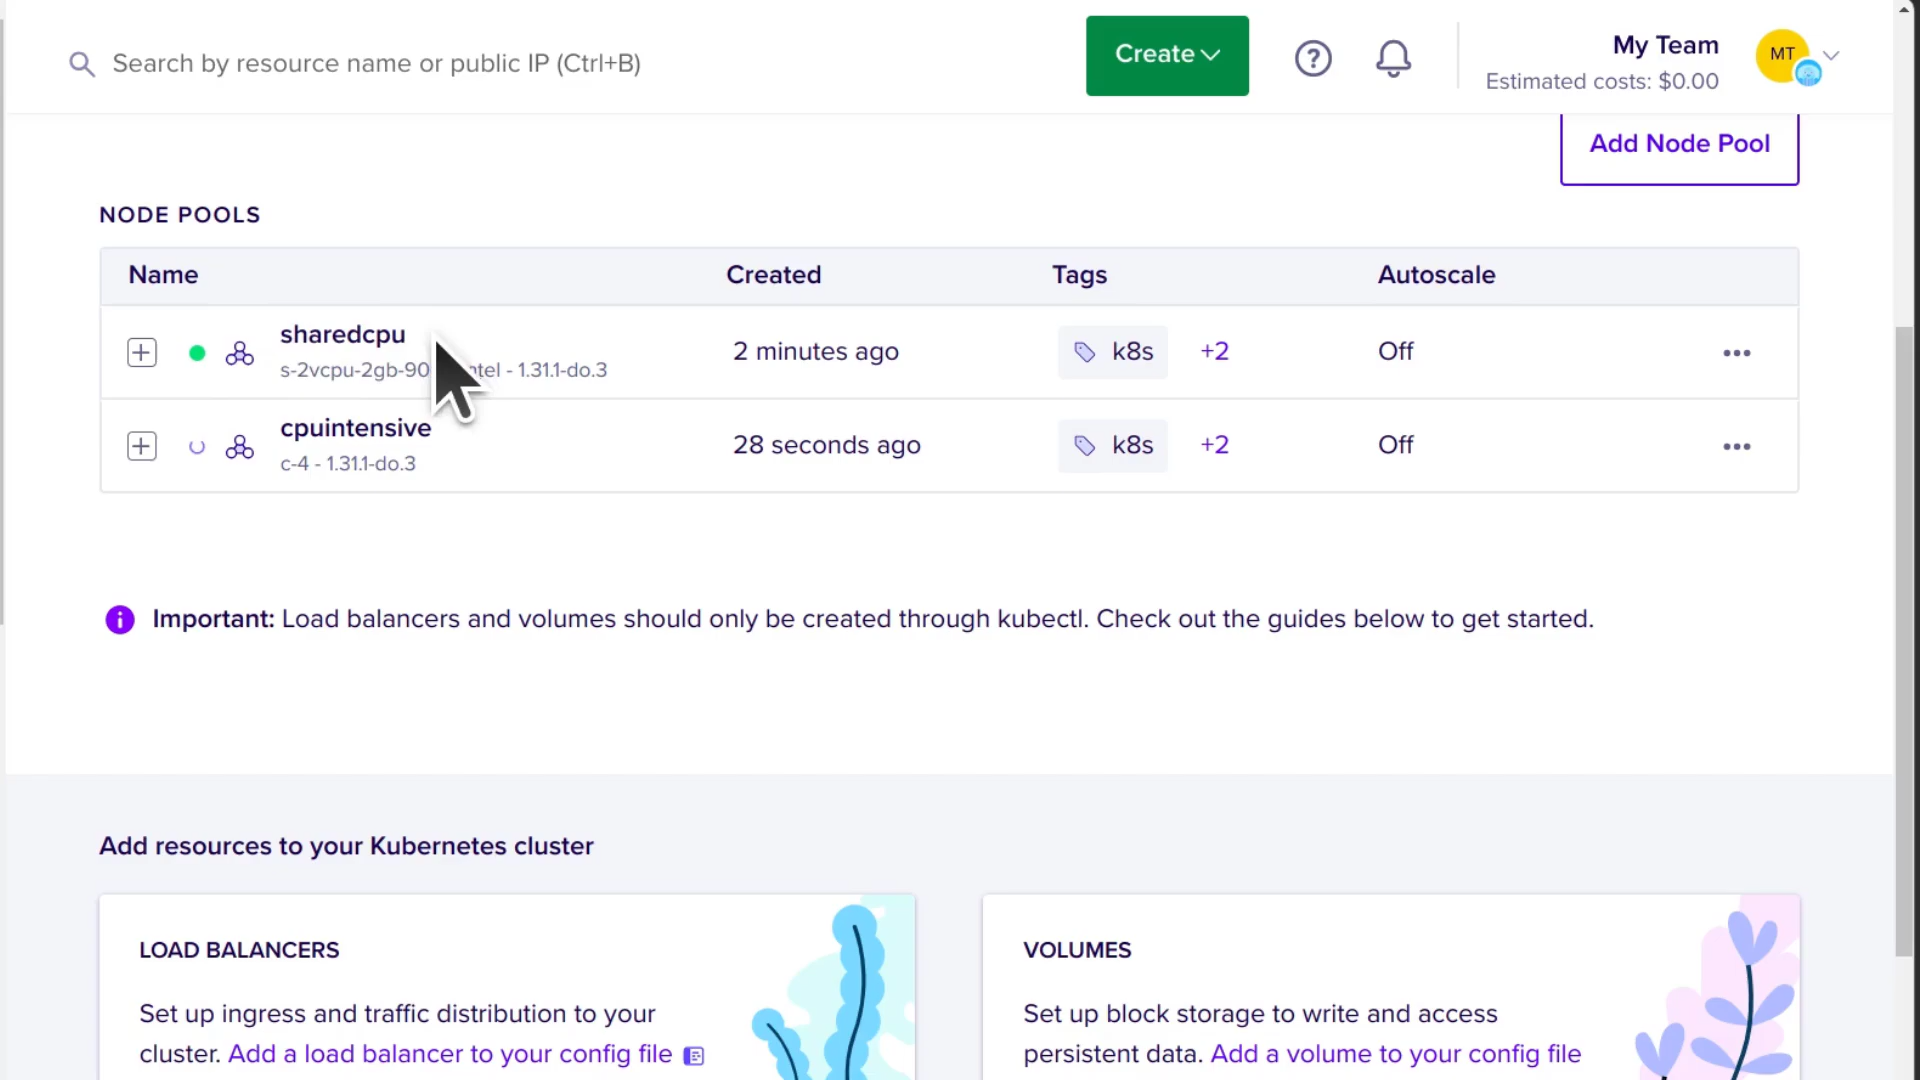 Search by resource name or public IP (Ctrl+B)
Create
My Team
Estimated costs: $0.00
MT
Add Node Pool
NODE POOLS
Name Created Tags Autoscale
sharedcpu
s-2vcpu-2gb-90 ntel - 1.31.1-do.3
2 minutes ago
k8s +2
Off
cpuintensive
c-4 - 1.31.1-do.3
28 seconds ago
k8s +2
Off
Important: Load balancers and volumes should only be created through kubectl. Check out the guides below to get started.
Add resources to your Kubernetes cluster
LOAD BALANCERS
Set up ingress and traffic distribution to your
cluster. Add a load balancer to your config file
VOLUMES
Set up block storage to write and access
persistent data. Add a volume to your config file